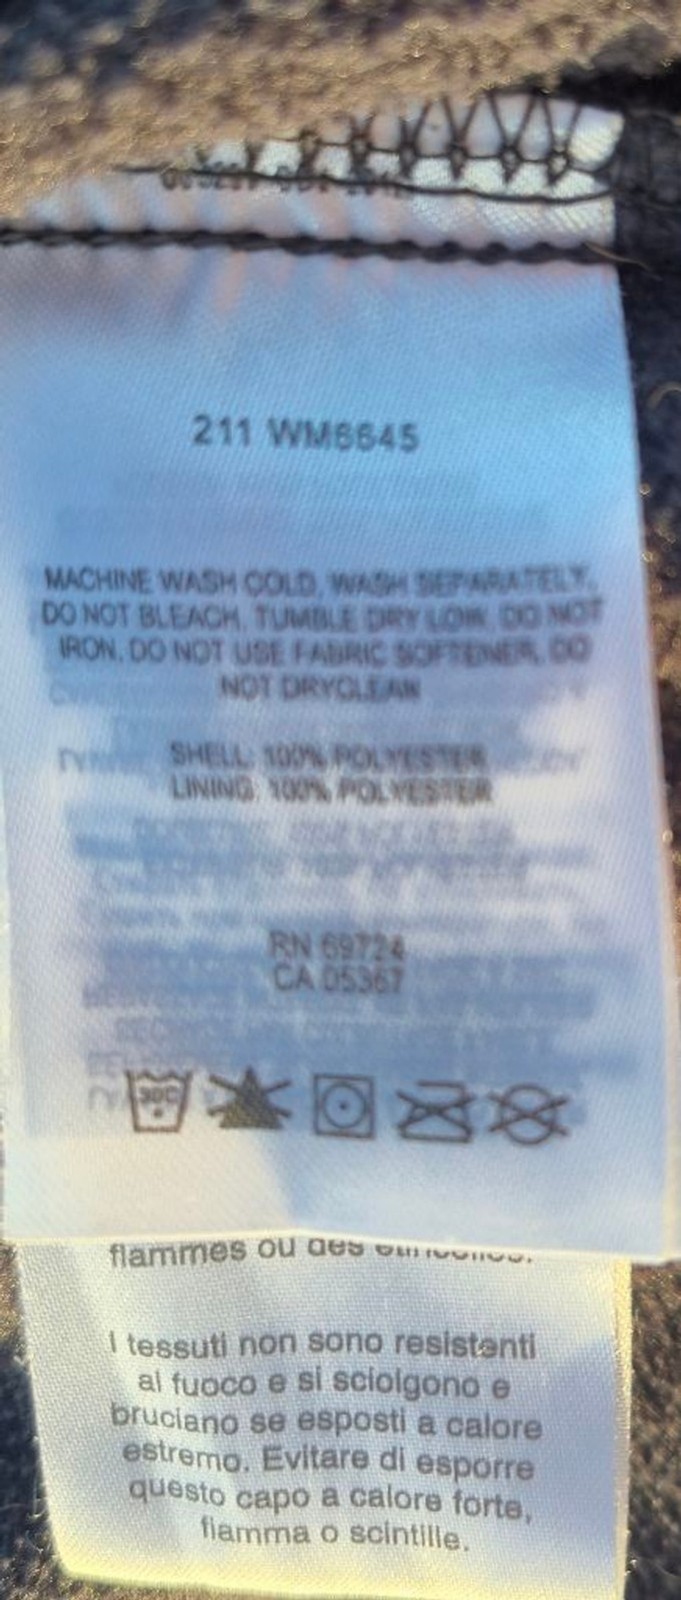 211 WM6645
MACHINE WASH COLD, WASH SEPARATELY,
DO NOT BLEACH, TUMBLE DRY LOW, DO NOT
IRON, DO NOT USE FABRIC SOFTENER, DO
NOT DRYCLEAN
SHELL: 100% POLYESTER
LINING: 100% POLYESTER
RN 69724
CA 05367
30C
flammes ou des
I tessuti non sono resistenti
al fuoco e si sciolgono e
bruciano se esposti a calore
estremo. Evitare di esporre
questo capo a calore forte,
fiamma o scintille.